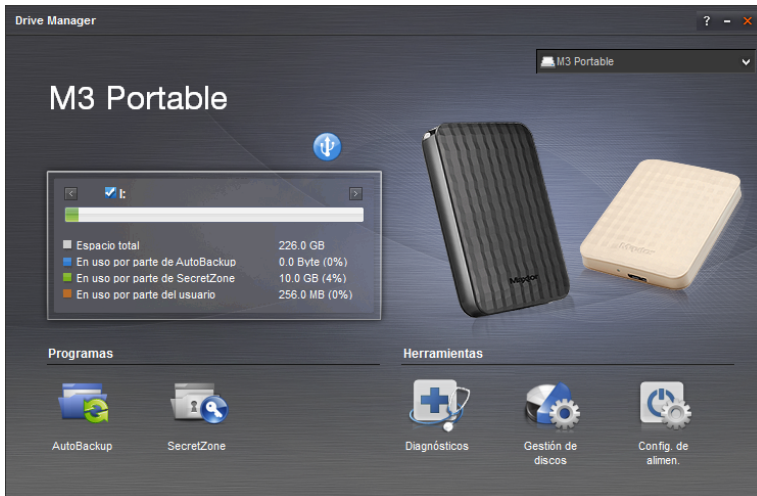 Drive Manager
? -
M3 Portable
M3 Portable
I:
Espacio total 226.0 GB
En uso por parte de AutoBackup 0.0 Byte (0%)
En uso por parte de SecretZone 10.0 GB (4%)
En uso por parte del usuario 256.0 MB (0%)
Maxtor
Maxtor
Programas
Herramientas
AutoBackup
SecretZone
Diagnósticos
Gestión de
discos
Config. de
alimen.